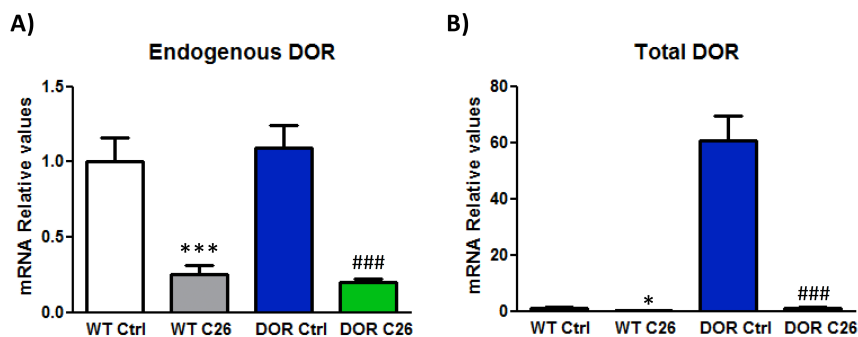 A)
Endogenous DOR
mRNA Relative values
1.5
1.0
0.5
0.0
***
###
WT Ctrl WT C26 DOR Ctrl DOR C26
B)
Total DOR
mRNA Relative values
80
60
40
20
0
*
###
WT Ctrl WT C26 DOR Ctrl DOR C26